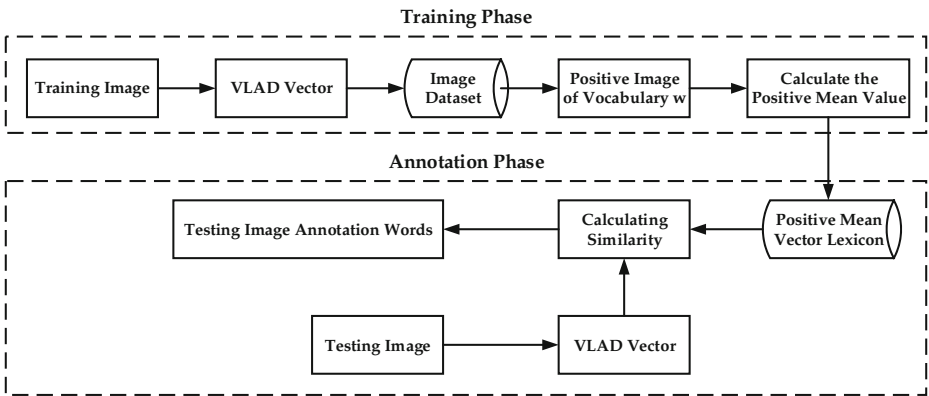 Training Phase
Training Image
VLAD Vector
Image
Dataset
Positive Image
of Vocabulary w
Calculate the
Positive Mean Value
Annotation Phase
Testing Image Annotation Words
Calculating
Similarity
Positive Mean
Vector Lexicon
Testing Image
VLAD Vector